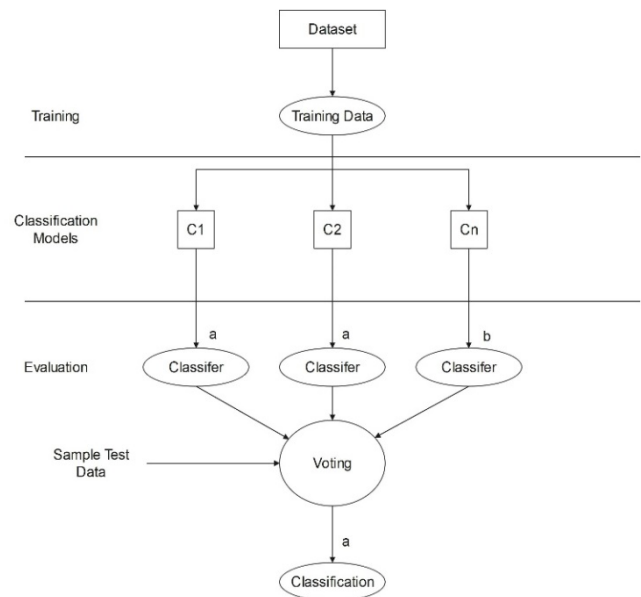 Dataset
Training
Training Data
Classification
Models
C1
C2
Cn
a
a
b
Evaluation
Classifer
Classifer
Classifer
Sample Test
Data
Voting
a
Classification